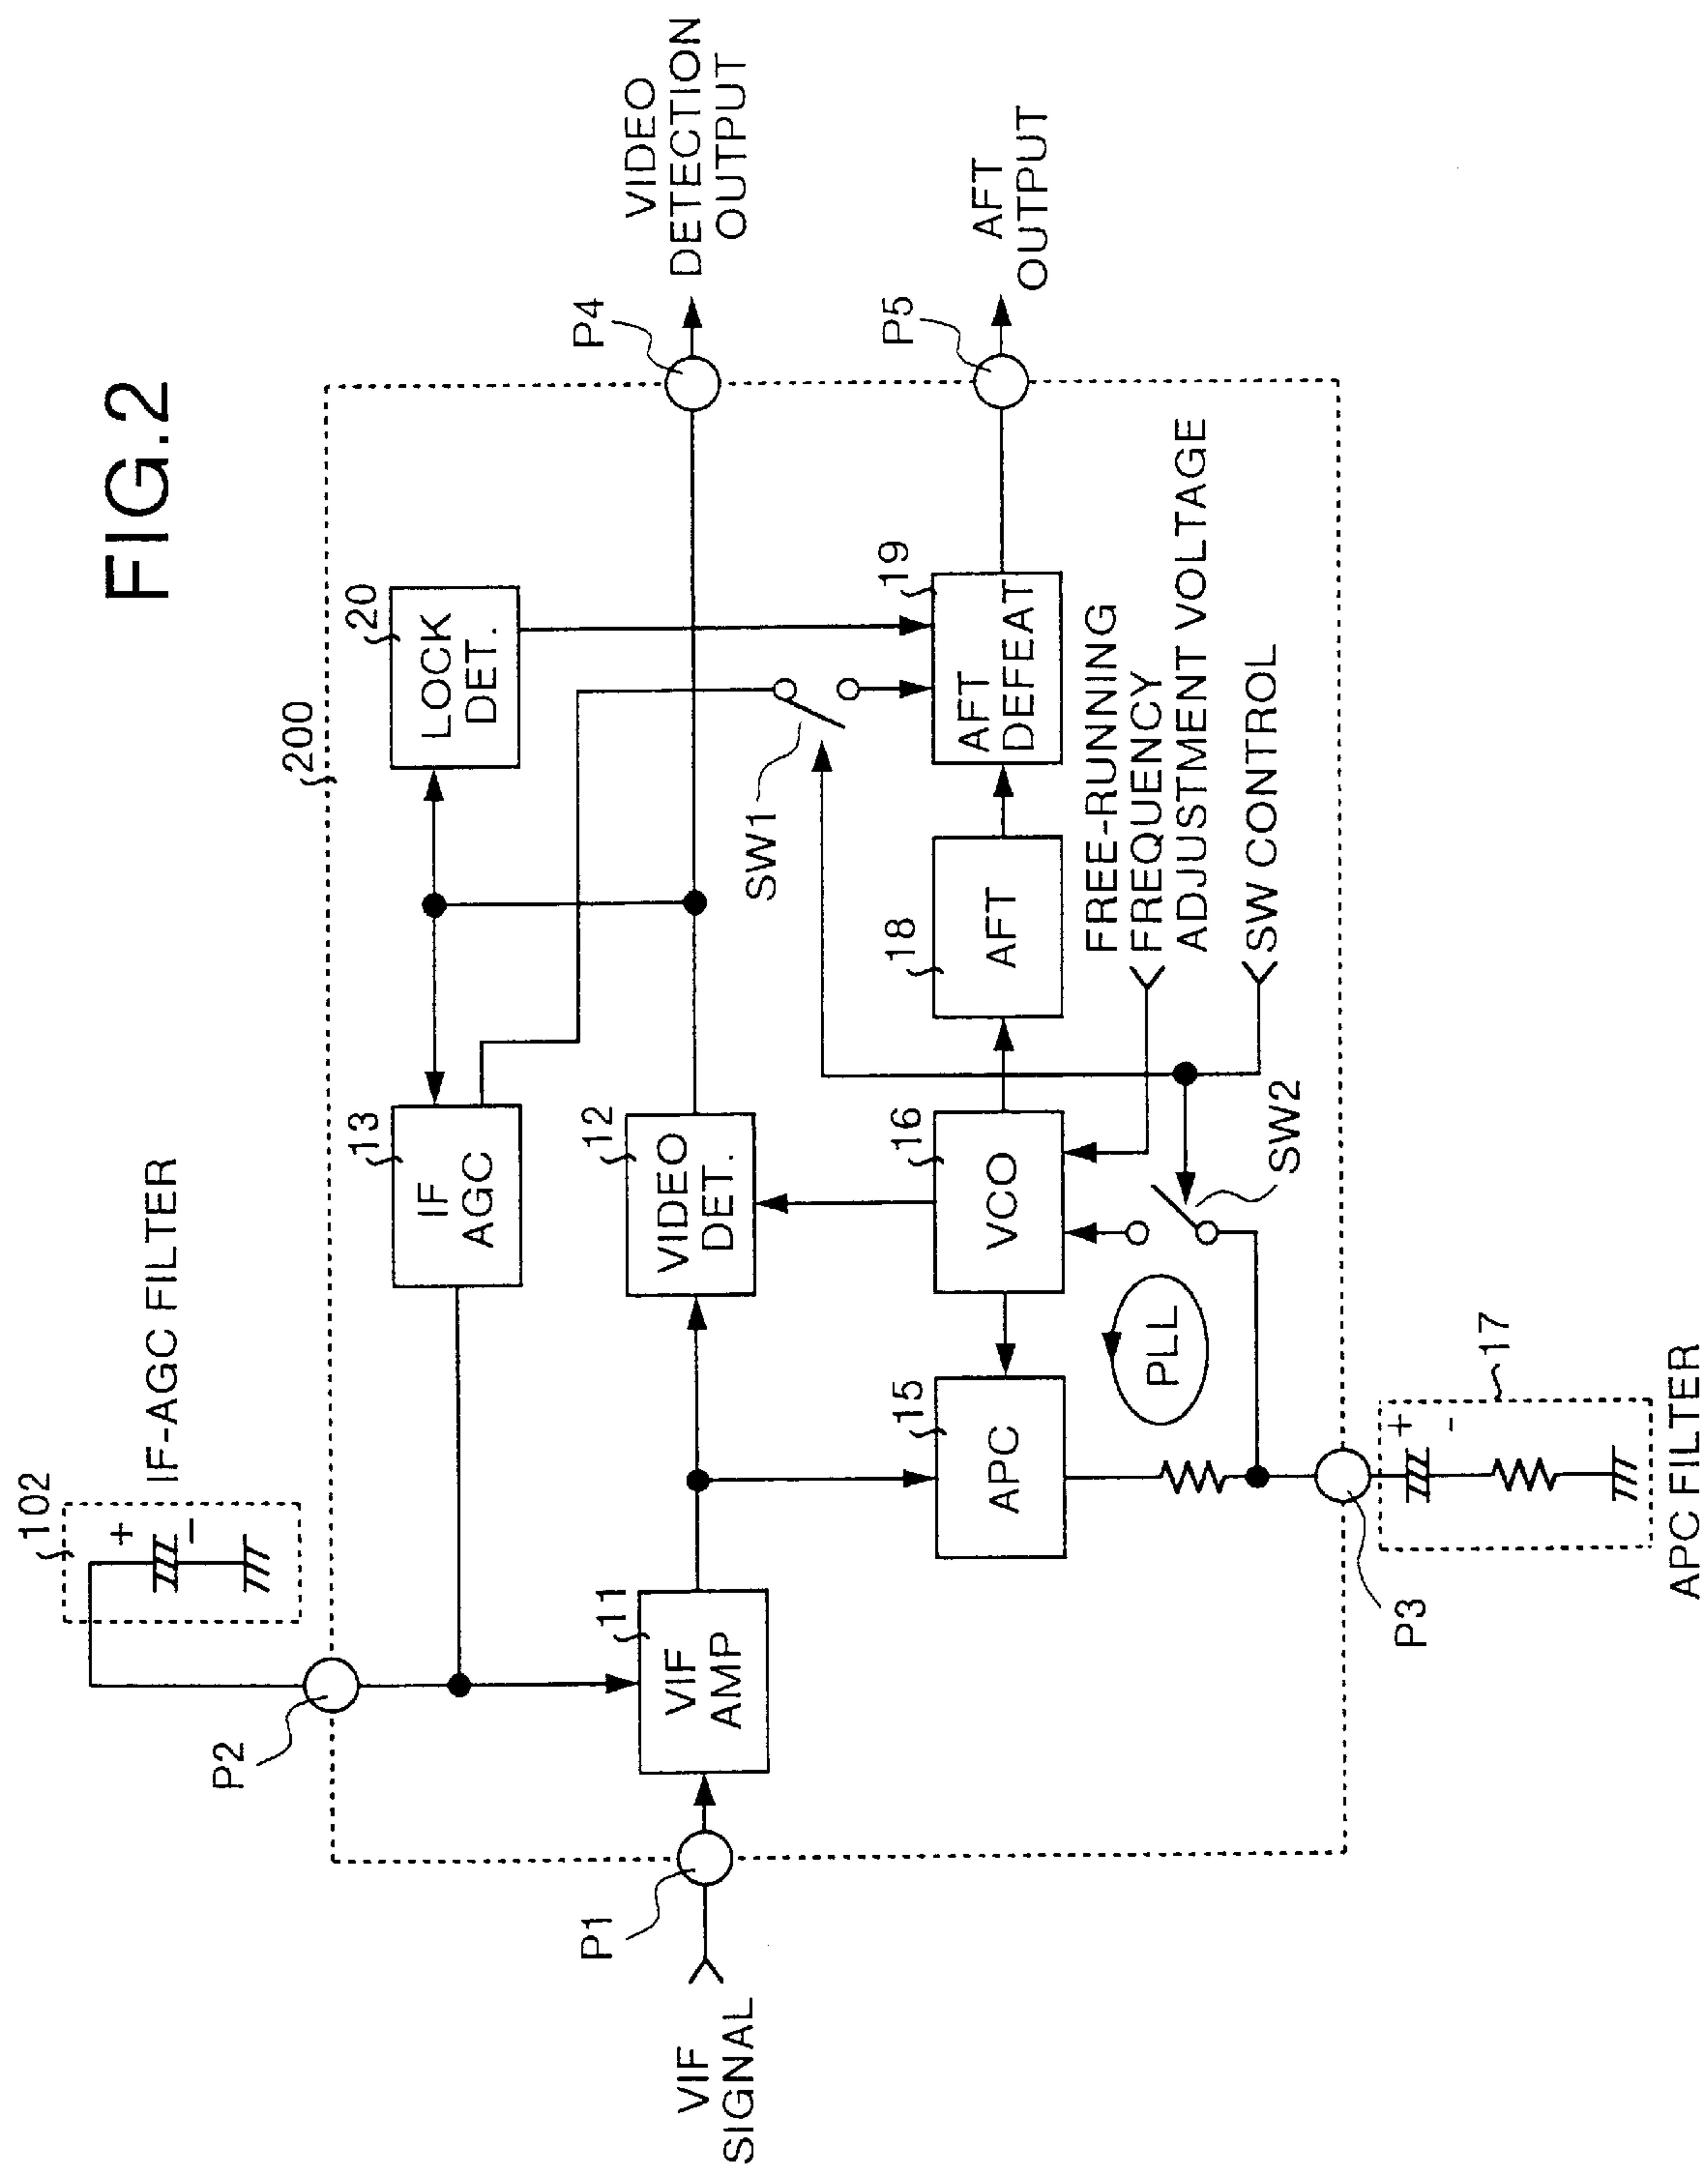 FIG.2
102
IF-AGC FILTER
P2
200
13
IF
AGC
20
LOCK
DET.
P4
VIDEO
DETECTION
OUTPUT
P1
VIF
SIGNAL
11
VIF
AMP
12
VIDEO
DET.
SW1
15
APC
16
VCO
18
AFT
19
AFT
DEFEAT
P5
AFT
OUTPUT
PLL
SW2
FREE-RUNNING
FREQUENCY
ADJUSTMENT VOLTAGE
SW CONTROL
P3
+
-
+
-
17
APC FILTER